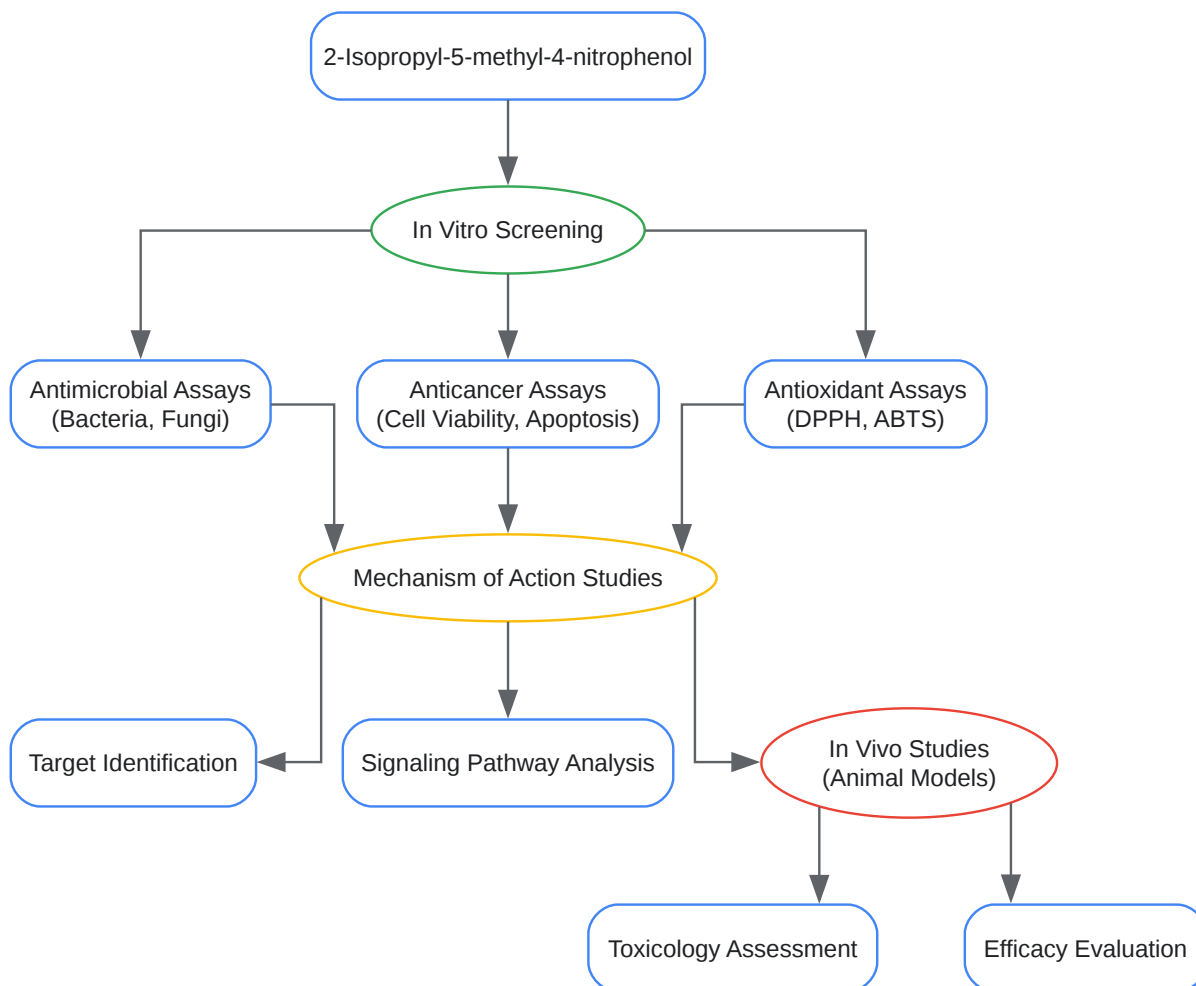 2-Isopropyl-5-methyl-4-nitrophenol
In Vitro Screening
Antimicrobial Assays
(Bacteria, Fungi)
Anticancer Assays
(Cell Viability, Apoptosis)
Antioxidant Assays
(DPPH, ABTS)
Mechanism of Action Studies
Target Identification
Signaling Pathway Analysis
In Vivo Studies
(Animal Models)
Toxicology Assessment
Efficacy Evaluation